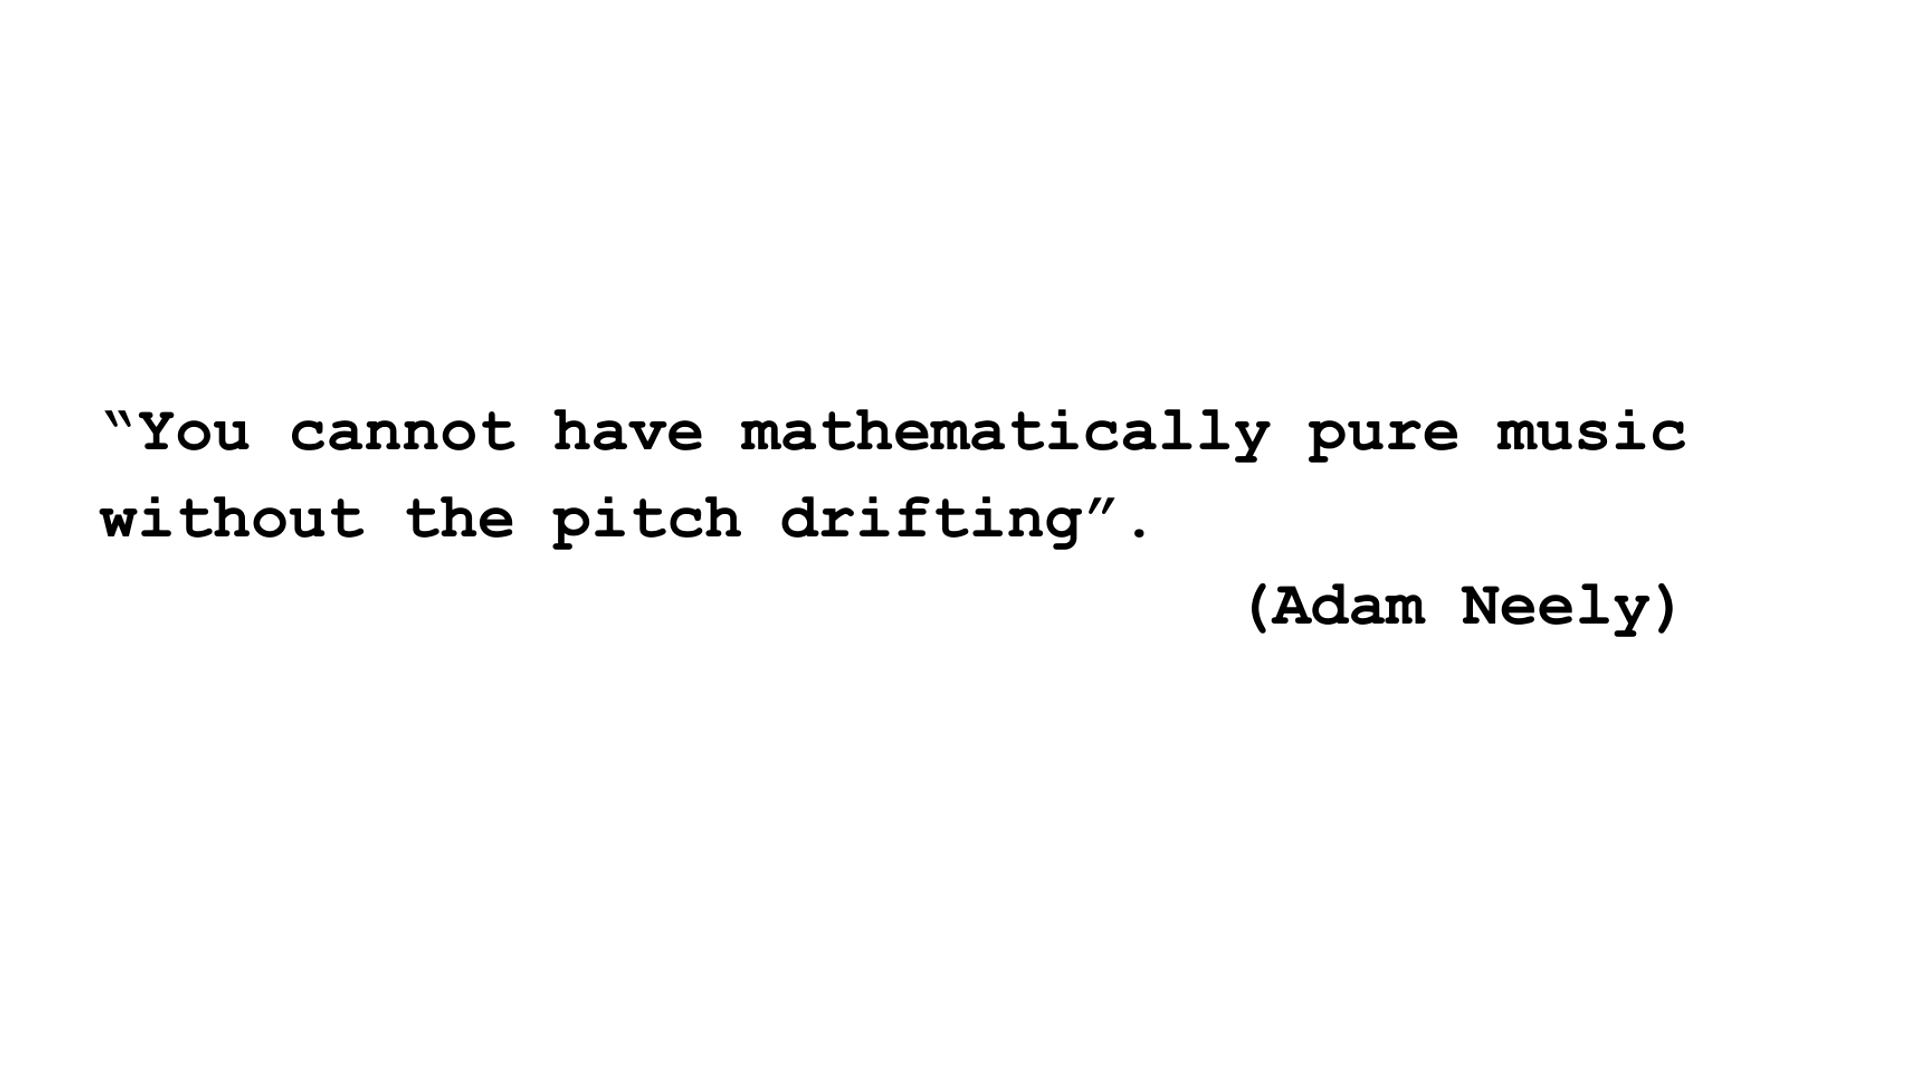 “You cannot have mathematically pure music
without the pitch drifting”.
(Adam Neely)